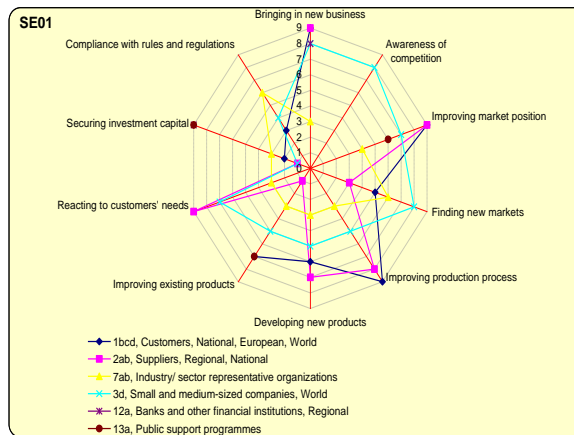 SE01
Bringing in new business
Compliance with rules and regulations
Awareness of
competition
Securing investment capital
Improving market position
Reacting to customers' needs
Finding new markets
Improving existing products
Improving production process
Developing new products
9
8
7
6
5
4
3
2
1
0
1bcd, Customers, National, European, World
2ab, Suppliers, Regional, National
7ab, Industry/ sector representative organizations
3d, Small and medium-sized companies, World
12a, Banks and other financial institutions, Regional
13a, Public support programmes